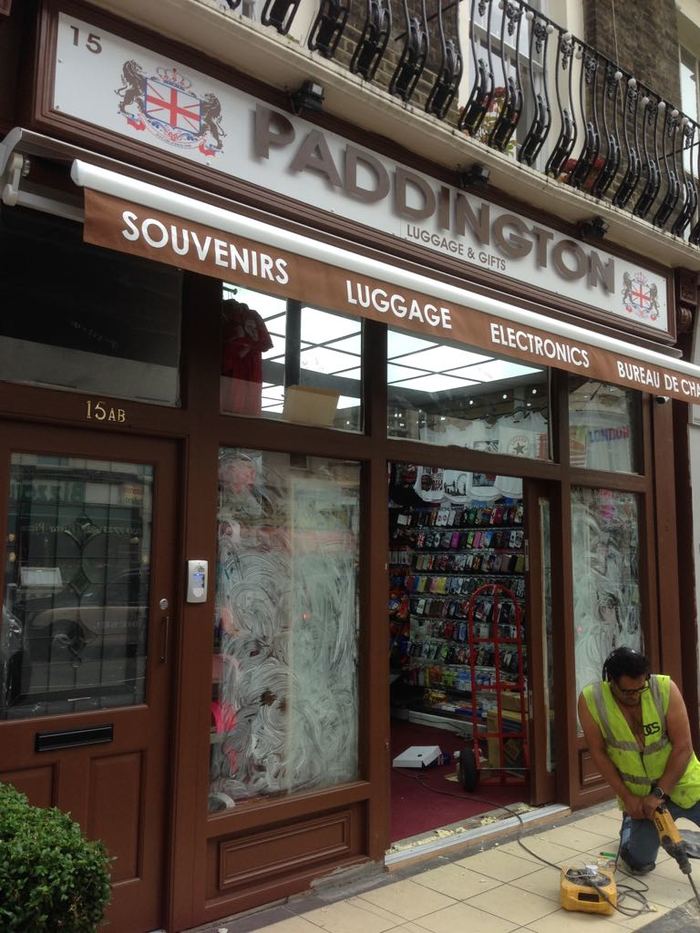 15
PADDINGTON
LUGGAGE & GIFTS
SOUVENIRS LUGGAGE ELECTRONICS BUREAU DE CHA
15AB
LONDON